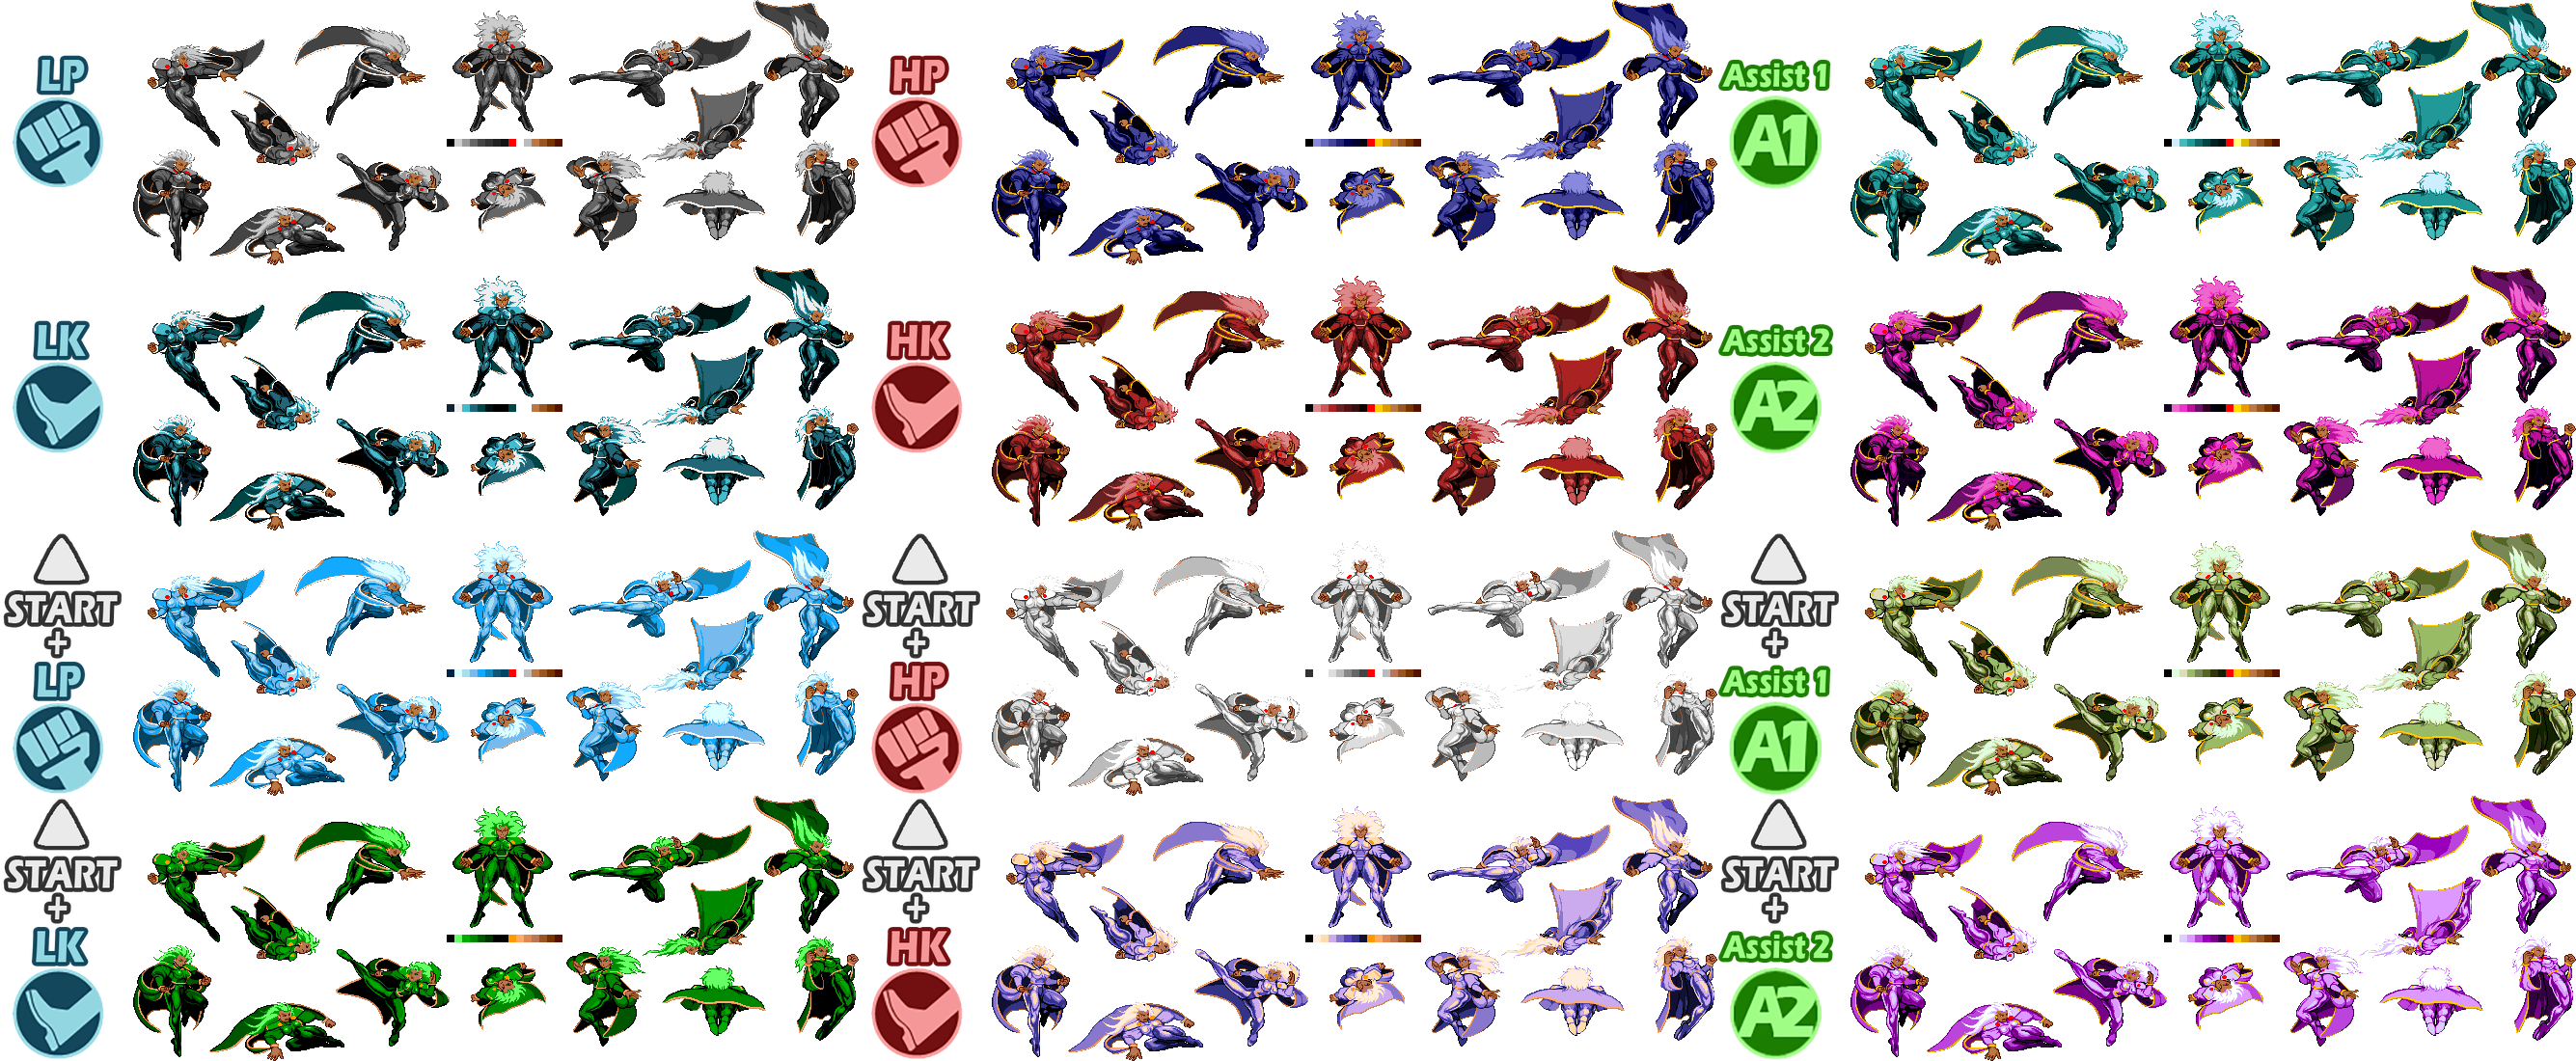 LP
HP
Assist 1
A1
LK
HK
Assist 2
A2
START
+
LP
START
+
HP
START
+
Assist 1
A1
START
+
LK
START
+
HK
START
+
Assist 2
A2